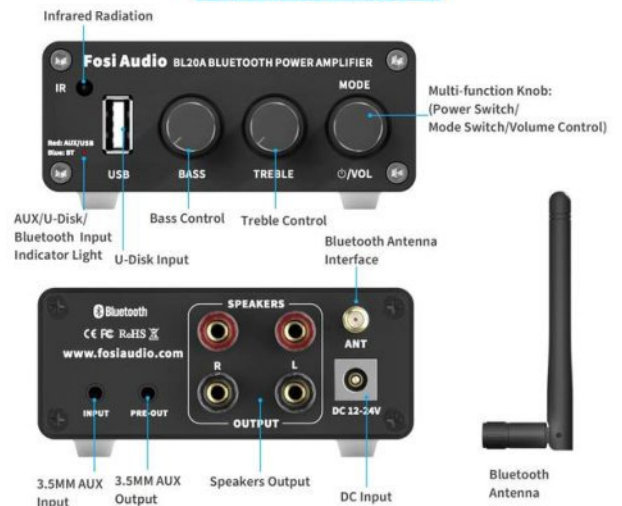 Infrared Radiation
Fosi Audio BL20A BLUETOOTH POWER AMPLIFIER
IR
MODE
Multi-function Knob:
(Power Switch/
Mode Switch/Volume Control)
Red: AUX/USB
Blue: BT
USB
BASS
TREBLE
⏻/VOL
AUX/U-Disk/
Bluetooth Input
Indicator Light
U-Disk Input
Bass Control
Treble Control
Bluetooth Antenna
Interface
Bluetooth
CE FC RoHS
www.fosiaudio.com
SPEAKERS
R
L
OUTPUT
ANT
DC 12-24V
INPUT
PRE-OUT
3.5MM AUX
Input
3.5MM AUX
Output
Speakers Output
DC Input
Bluetooth
Antenna